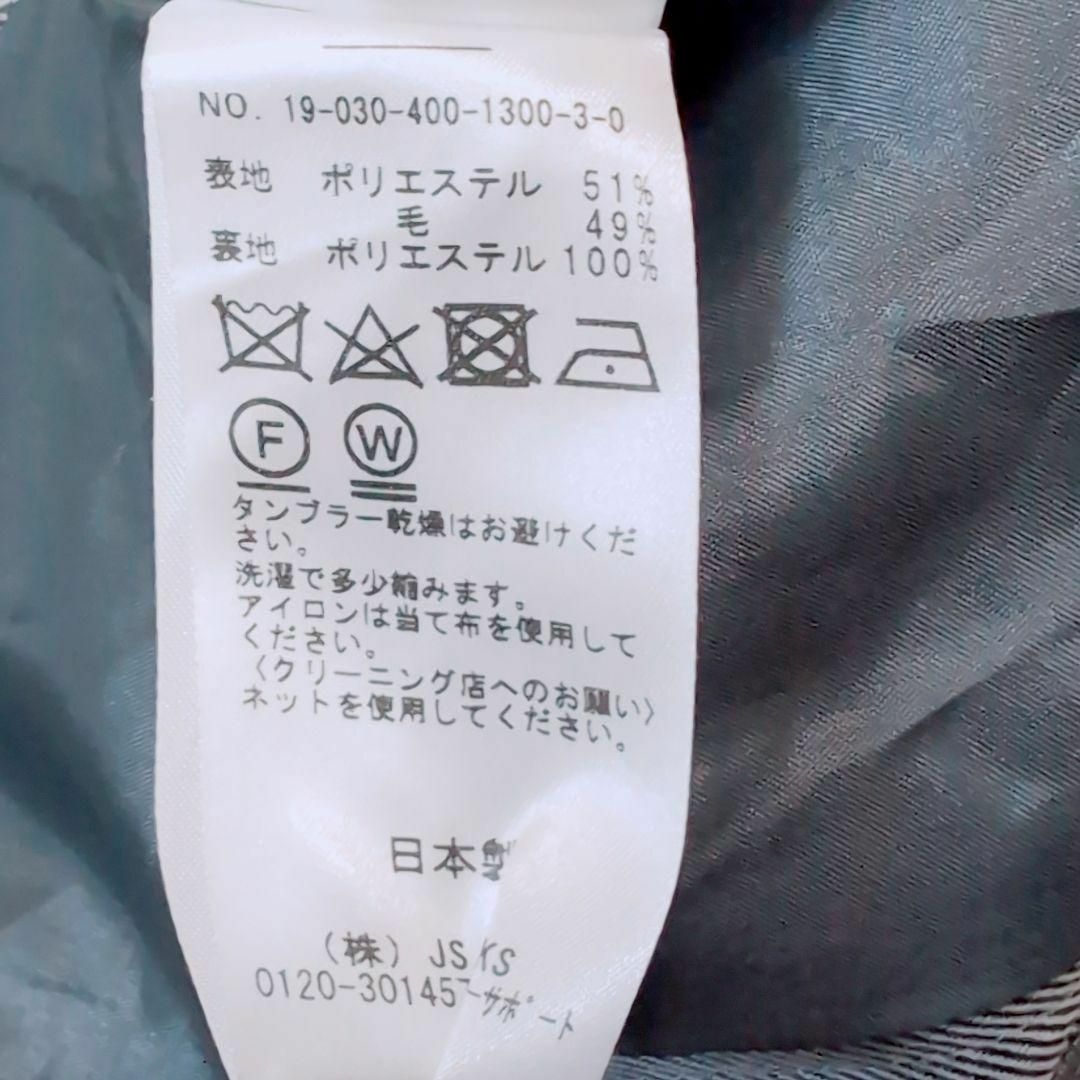 NO. 19-030-400-1300-3-0
表地 ポリエステル 51%
毛 49%
裏地 ポリエステル 100%
F W
タンブラー乾燥はお避けくだ
さい。
洗濯で多少縮みます。
アイロンは当て布を使用して
ください。
〈クリーニング店へのお願い〉
ネットを使用してください。
日本製
(株)
0120-30145